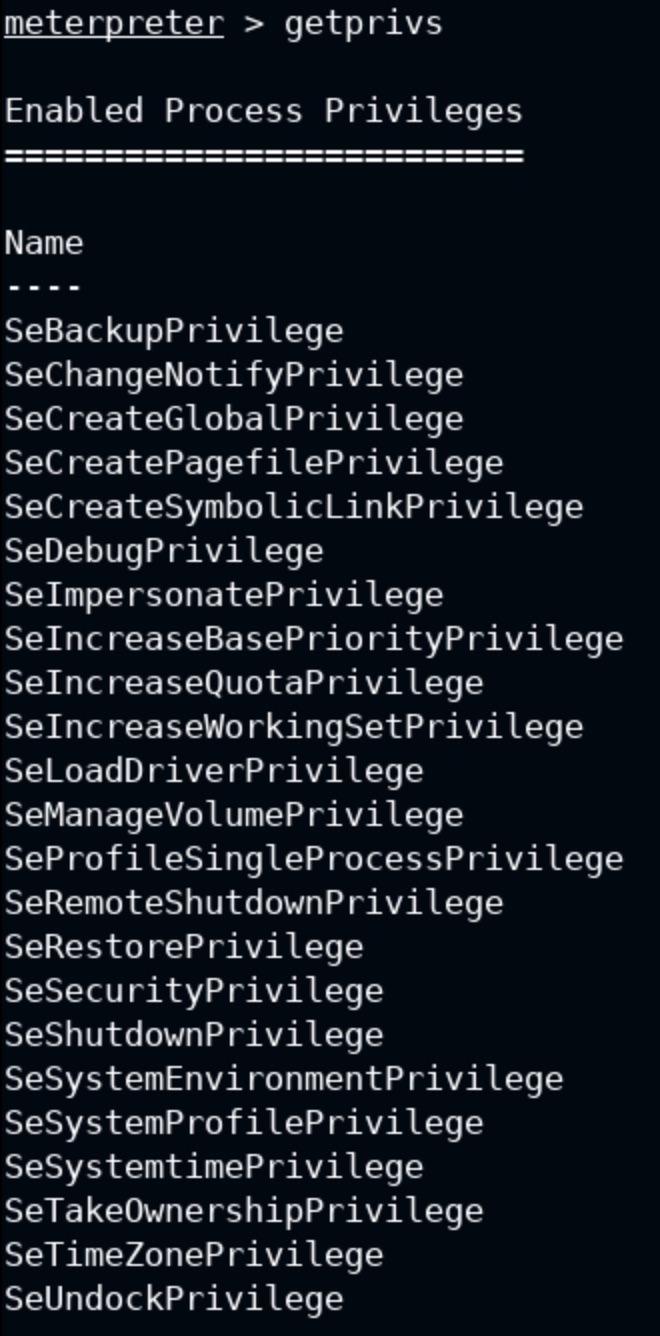 meterpreter > getprivs
Enabled Process Privileges
==========================
Name
----
SeBackupPrivilege
SeChangeNotifyPrivilege
SeCreateGlobalPrivilege
SeCreatePagefilePrivilege
SeCreateSymbolicLinkPrivilege
SeDebugPrivilege
SeImpersonatePrivilege
SeIncreaseBasePriorityPrivilege
SeIncreaseQuotaPrivilege
SeIncreaseWorkingSetPrivilege
SeLoadDriverPrivilege
SeManageVolumePrivilege
SeProfileSingleProcessPrivilege
SeRemoteShutdownPrivilege
SeRestorePrivilege
SeSecurityPrivilege
SeShutdownPrivilege
SeSystemEnvironmentPrivilege
SeSystemProfilePrivilege
SeSystemtimePrivilege
SeTakeOwnershipPrivilege
SeTimeZonePrivilege
SeUndockPrivilege